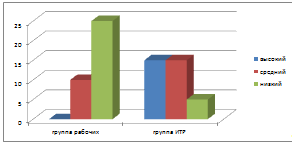 25
20
15
10
5
0
группа рабочих
группа ИТР
высокий
средний
низкий